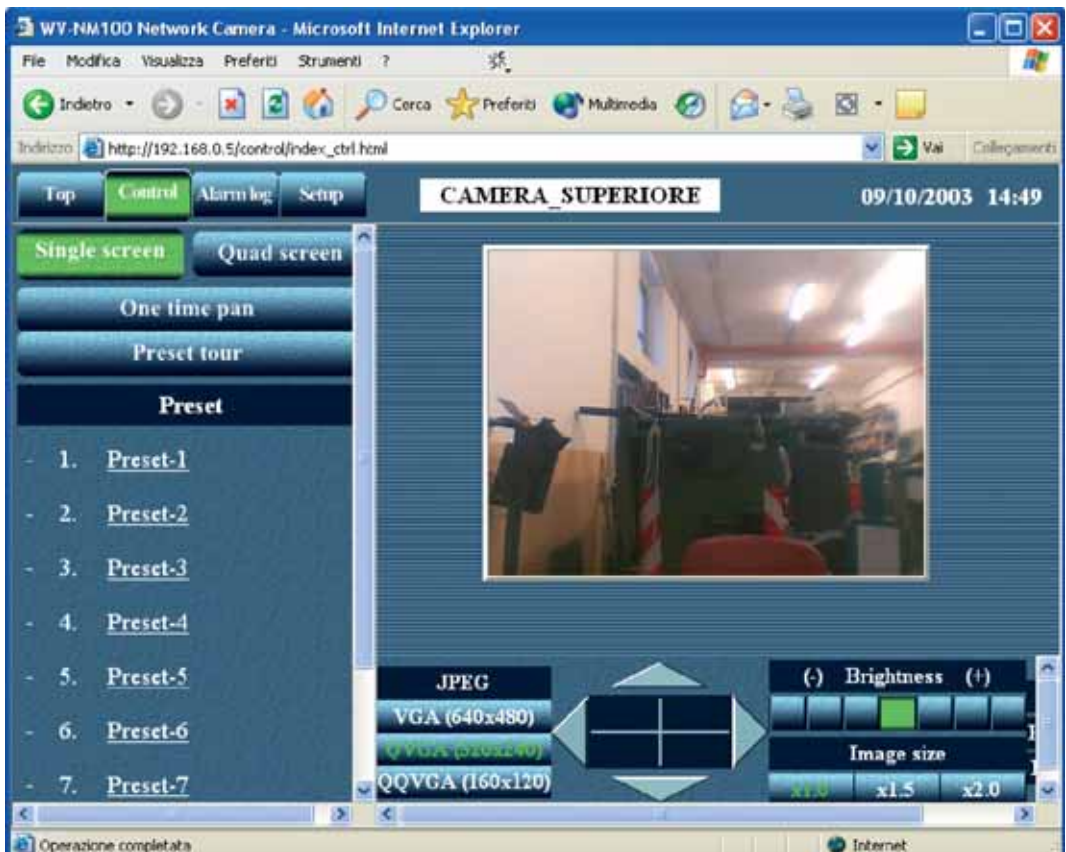 WV-NM100 Network Camera - Microsoft Internet Explorer
File Modifica Visualizza Preferiti Strumenti ?
Indietro Cerca Preferiti Multimedia
Indirizzo http://192.168.0.5/control/index_ctrl.html Vai Collegamenti
Top Control Alarm log Setup CAMERA_SUPERIORE 09/10/2003 14:49
Single screen Quad screen
One time pan
Preset tour
Preset
- 1. Preset-1
- 2. Preset-2
- 3. Preset-3
- 4. Preset-4
- 5. Preset-5
- 6. Preset-6
- 7. Preset-7
JPEG
VGA (640x480)
QVGA (320x240)
QQVGA (160x120)
(-) Brightness (+)
Image size
x1.0 x1.5 x2.0
Operazione completata Internet